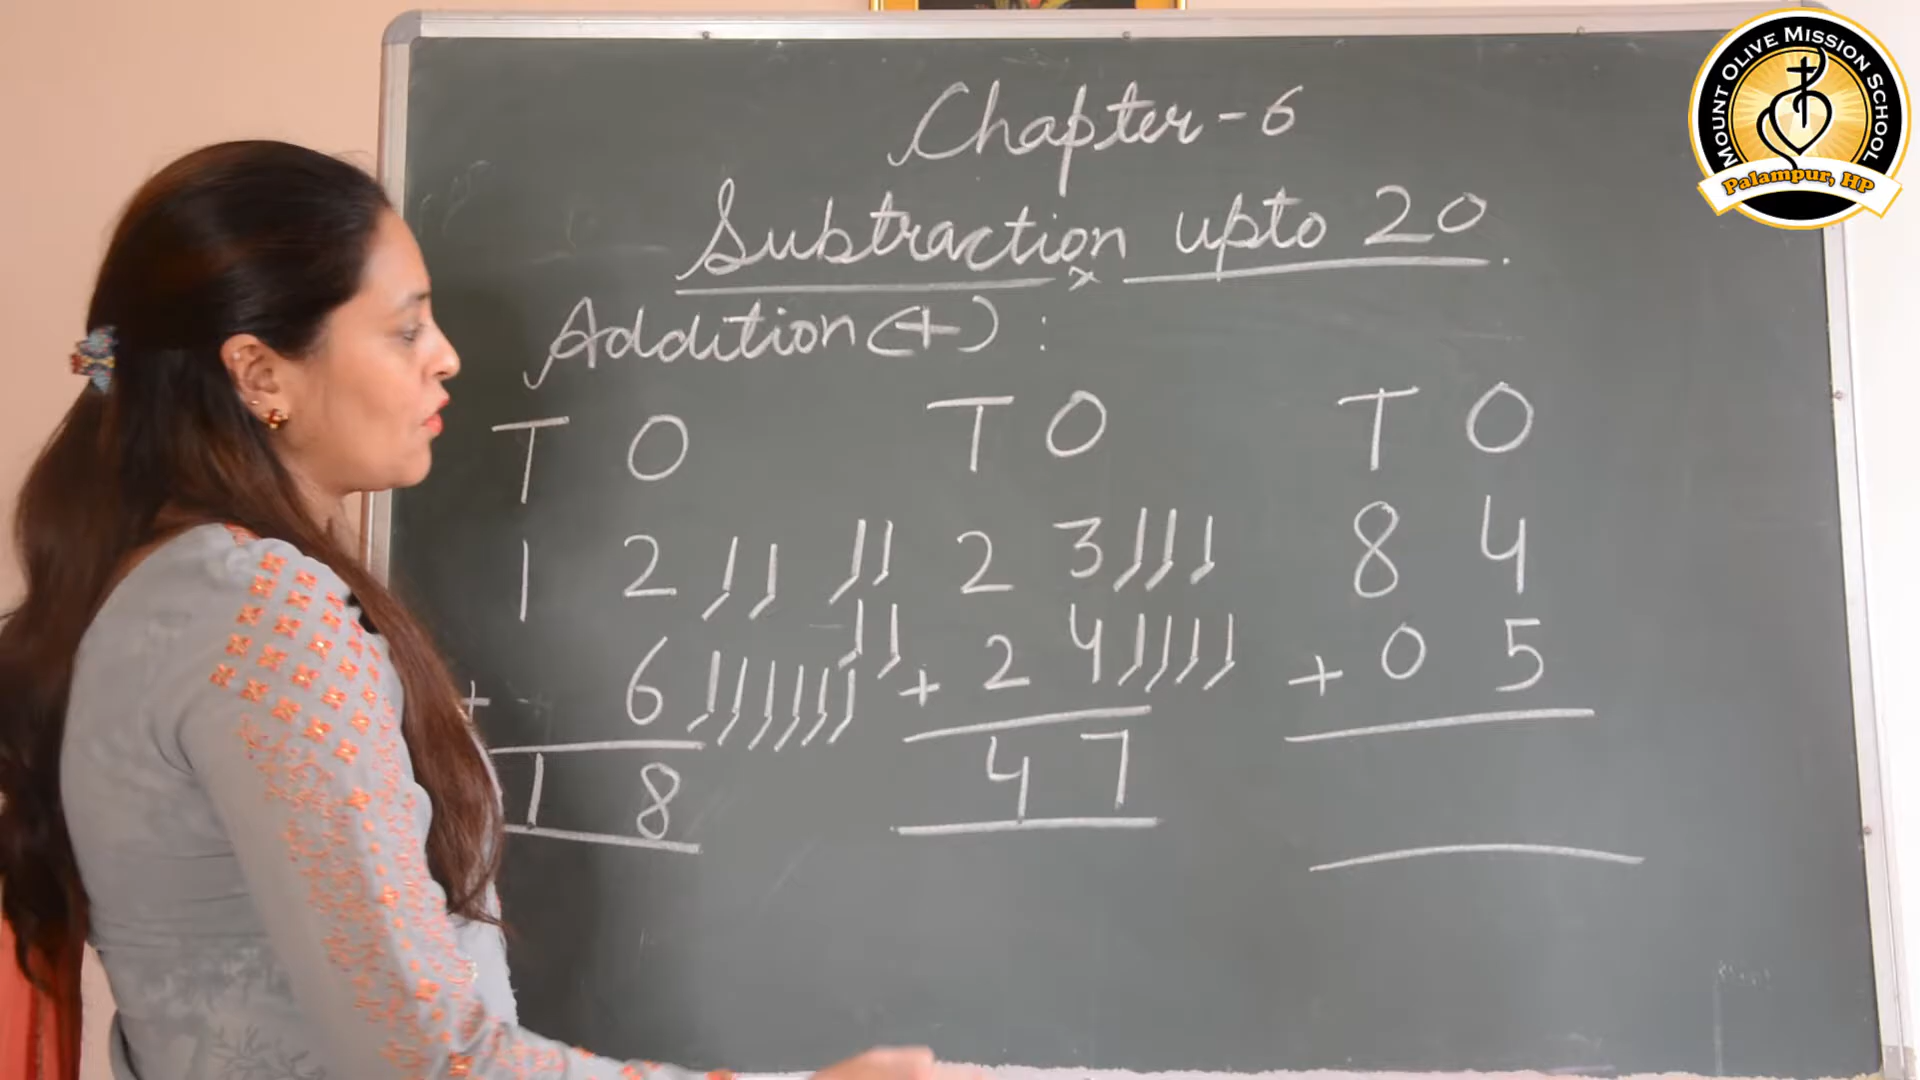 Chapter - 6
Subtraction upto 20.
Addition (+) :
T O
1 2
+ 6
1 8
T O
2 3
+ 2 4
4 7
T O
8 4
+ 0 5
MOUNT OLIVE MISSION SCHOOL
Palampur, HP